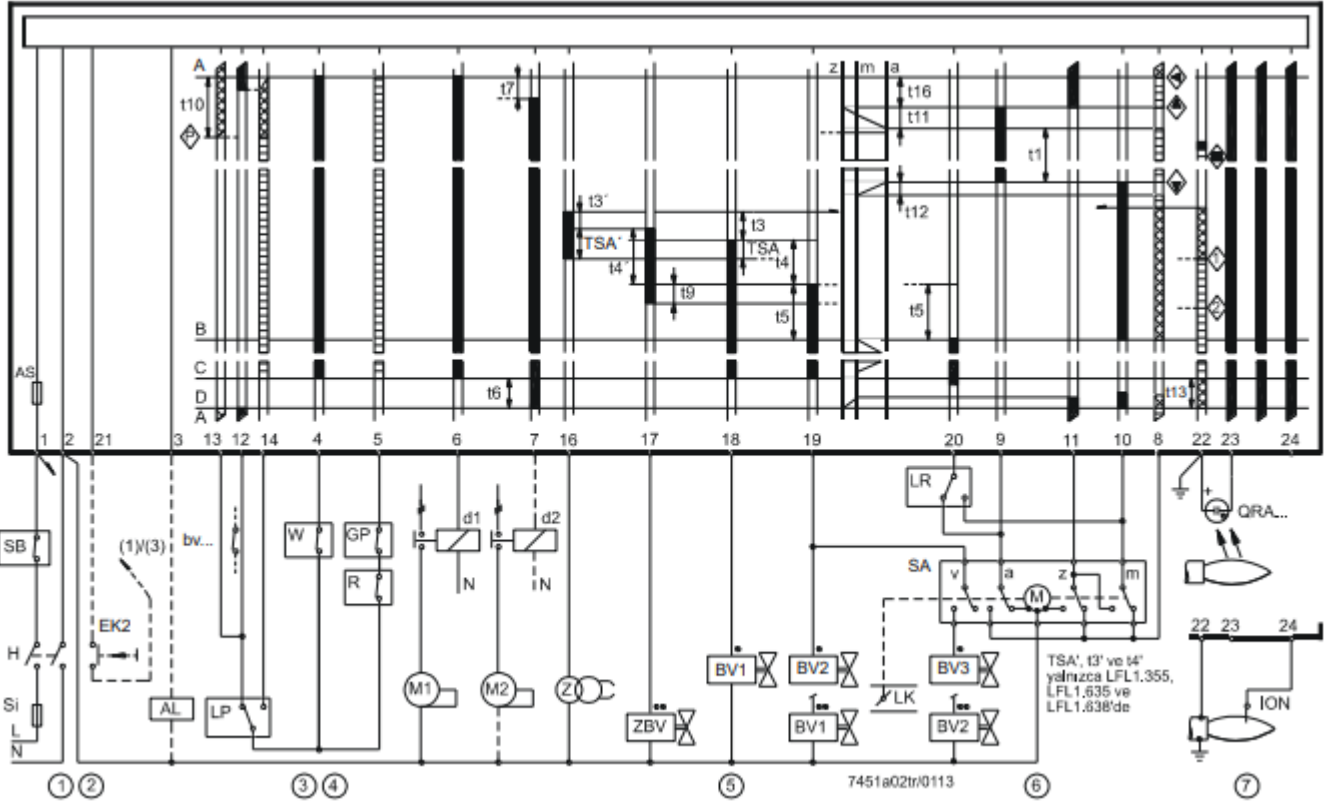 A
z m a
t10
t7
t16
t11
P
t1
t12
t3´
t3
TSA´
TSA
t4´
t4
t9
t5
t5
B
C
AS
t6
t13
D
A
1 2 21 3 13 12 14 4 5 6 7 16 17 18 19 20 9 11 10 8 22 23 24
1
2
LR
+
QRA...
SB
(1)/(3)
bv...
W
GP
d1
d2
R
N
N
SA
v a z m
M
EK2
H
22 23 24
Si
L
N
AL
LP
M1
M2
Z
BV1
BV2
BV3
LK
ZBV
BV1
BV2
TSA', t3' ve t4'
yalnızca LFL1.355,
LFL1.635 ve
LFL1.638'de
ION
7451a02tr/0113
1 2 3 4 5 6 7